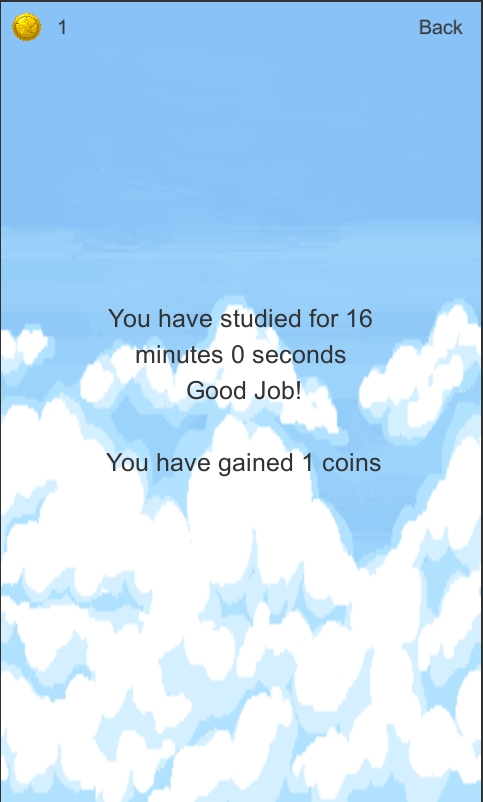 1
Back
You have studied for 16
minutes 0 seconds
Good Job!
You have gained 1 coins